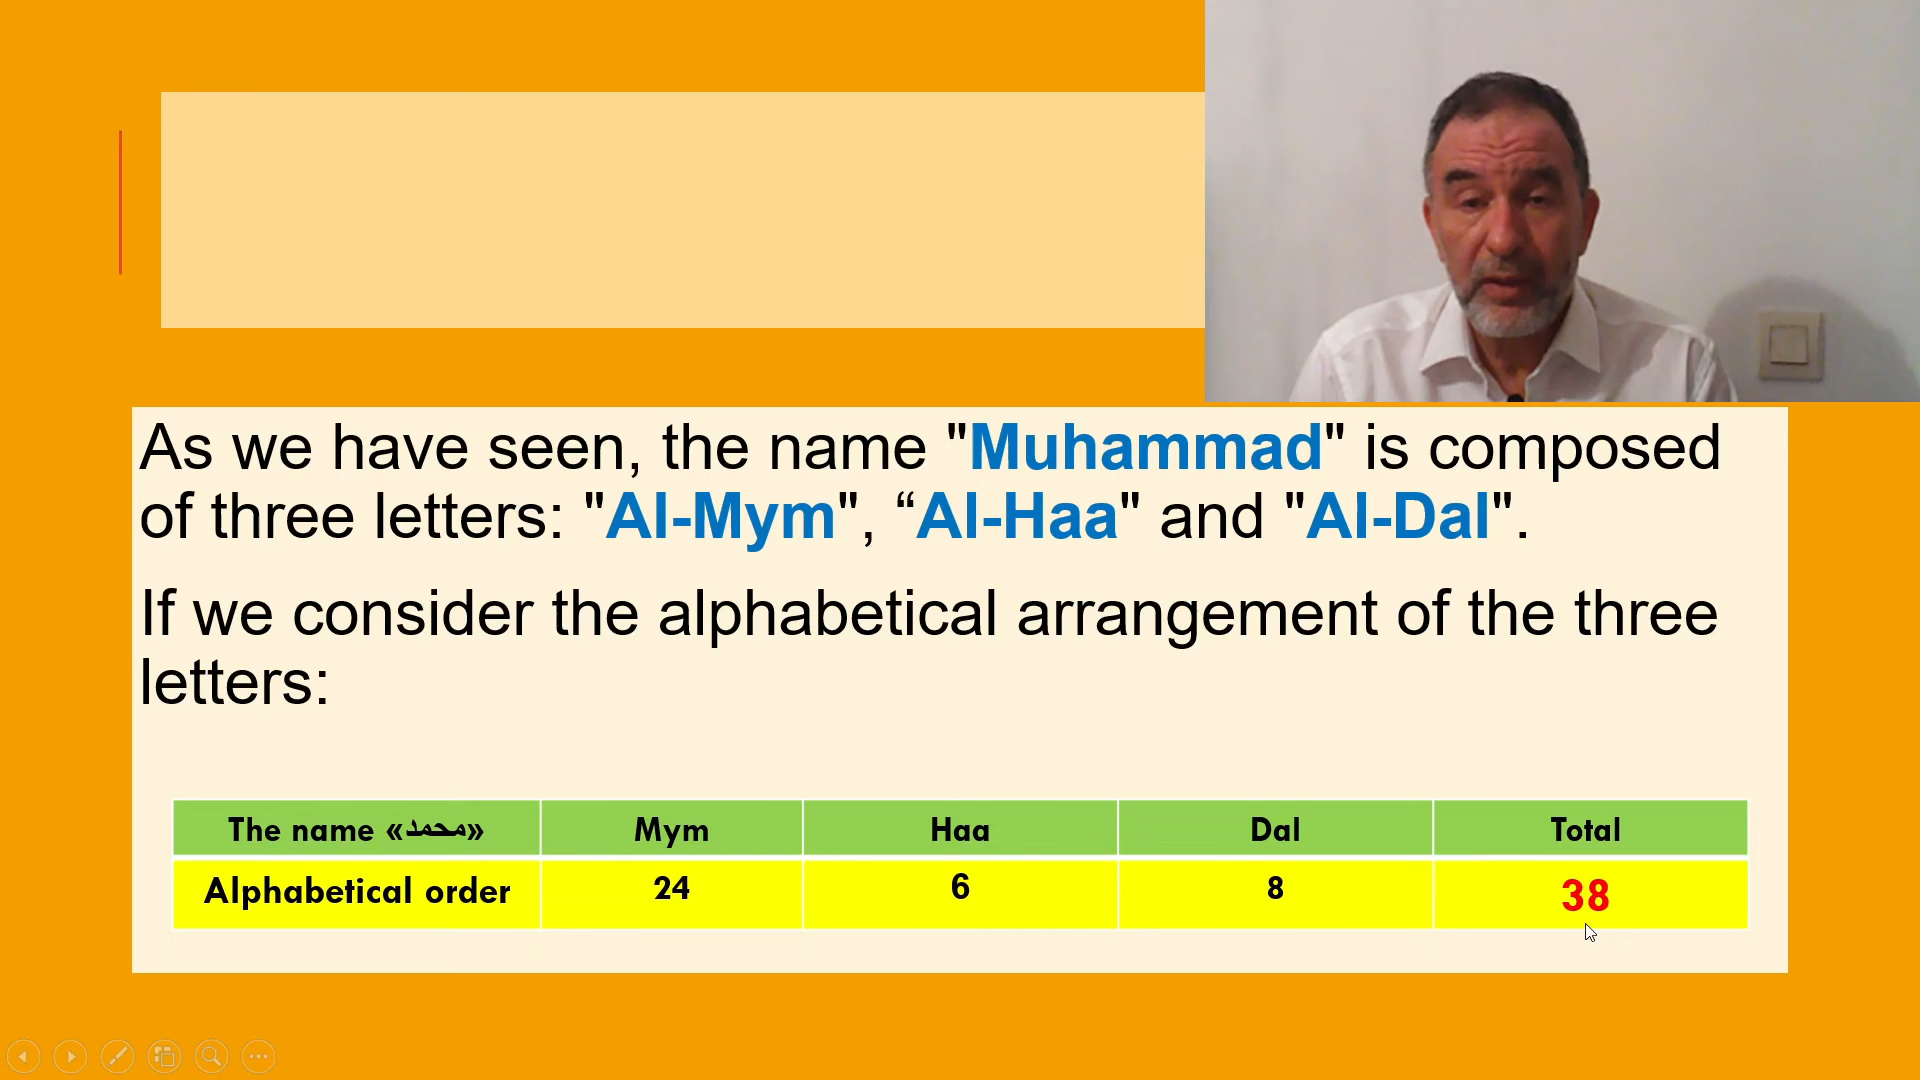 As we have seen, the name "Muhammad" is composed
of three letters: "Al-Mym", “Al-Haa" and "Al-Dal".
If we consider the alphabetical arrangement of the three
letters:
The name «محمد» Mym Haa Dal Total
Alphabetical order 24 6 8 38